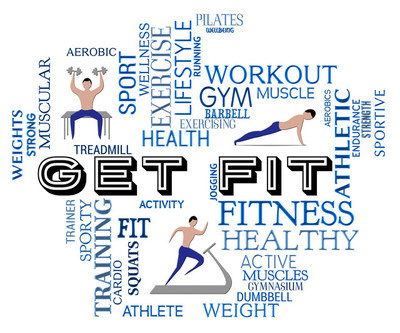 PILATES
WELLBEING
AEROBIC
SPORT
WELLNESS
EXERCISE
LIFESTYLE
RUNNING
WORKOUT
GYM
MUSCLE
BARBELL
EXERCISING
HEALTH
WEIGHTS
STRONG
MUSCULAR
TREADMILL
AEROBICS
ATHLETIC
ENDURANCE
STRENGTH
SPORTIVE
GET FIT
JOGGING
TRAINER
SPORTY
TRAINING
CARDIO
SQUATS
FIT
ACTIVITY
FITNESS
HEALTHY
ACTIVE
MUSCLES
GYMNASIUM
DUMBBELL
ATHLETE
WEIGHT